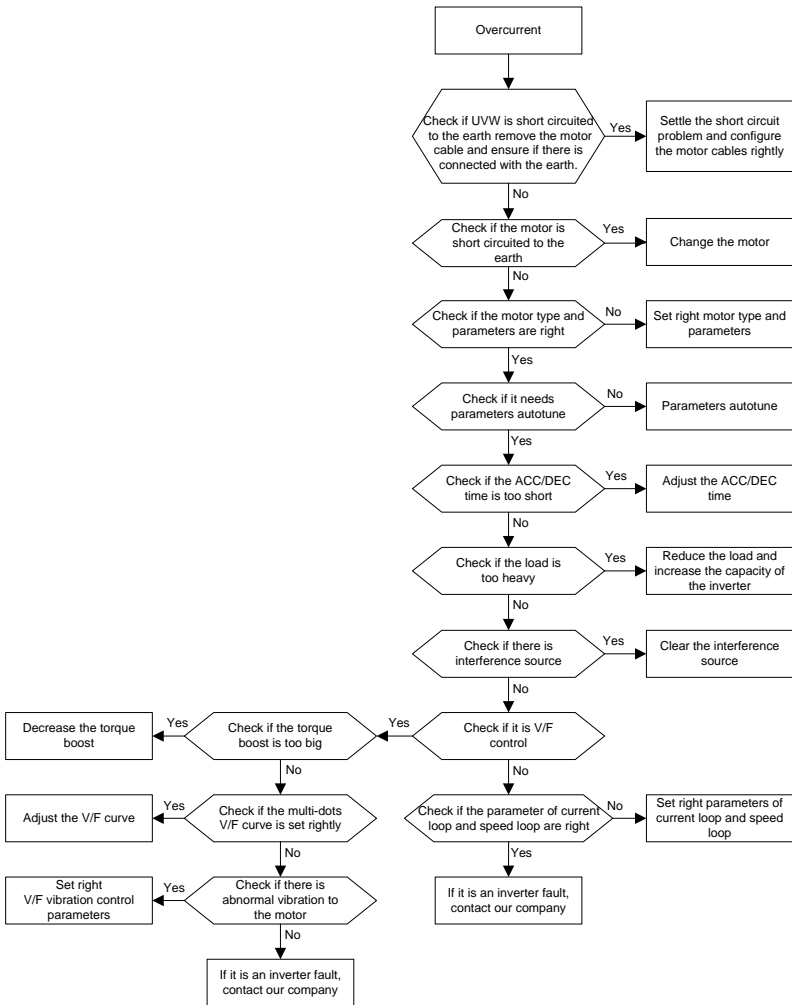 Overcurrent
Check if UVW is short circuited
to the earth remove the motor
cable and ensure if there is
connected with the earth.
Yes
Settle the short circuit
problem and configure
the motor cables rightly
No
Check if the motor is
short circuited to the
earth
Yes
Change the motor
No
Check if the motor type and
parameters are right
No
Set right motor type and
parameters
Yes
Check if it needs
parameters autotune
No
Parameters autotune
Yes
Check if the ACC/DEC
time is too short
Yes
Adjust the ACC/DEC
time
No
Check if the load is
too heavy
Yes
Reduce the load and
increase the capacity of
the inverter
No
Check if there is
interference source
Yes
Clear the interference
source
No
Decrease the torque
boost
Yes
Check if the torque
boost is too big
Yes
Check if it is V/F
control
No
No
Adjust the V/F curve
Yes
Check if the multi-dots
V/F curve is set rightly
Check if the parameter of current
loop and speed loop are right
No
Set right parameters of
current loop and speed
loop
No
Yes
Set right
V/F vibration control
parameters
Yes
Check if there is
abnormal vibration to
the motor
If it is an inverter fault,
contact our company
No
If it is an inverter fault,
contact our company